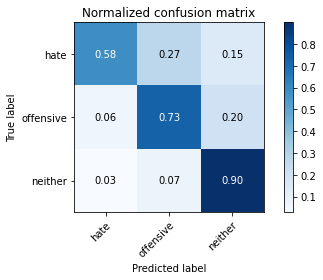 Normalized confusion matrix
True label
hate 0.58 0.27 0.15
offensive 0.06 0.73 0.20
neither 0.03 0.07 0.90
hate offensive neither
Predicted label
0.8
0.7
0.6
0.5
0.4
0.3
0.2
0.1